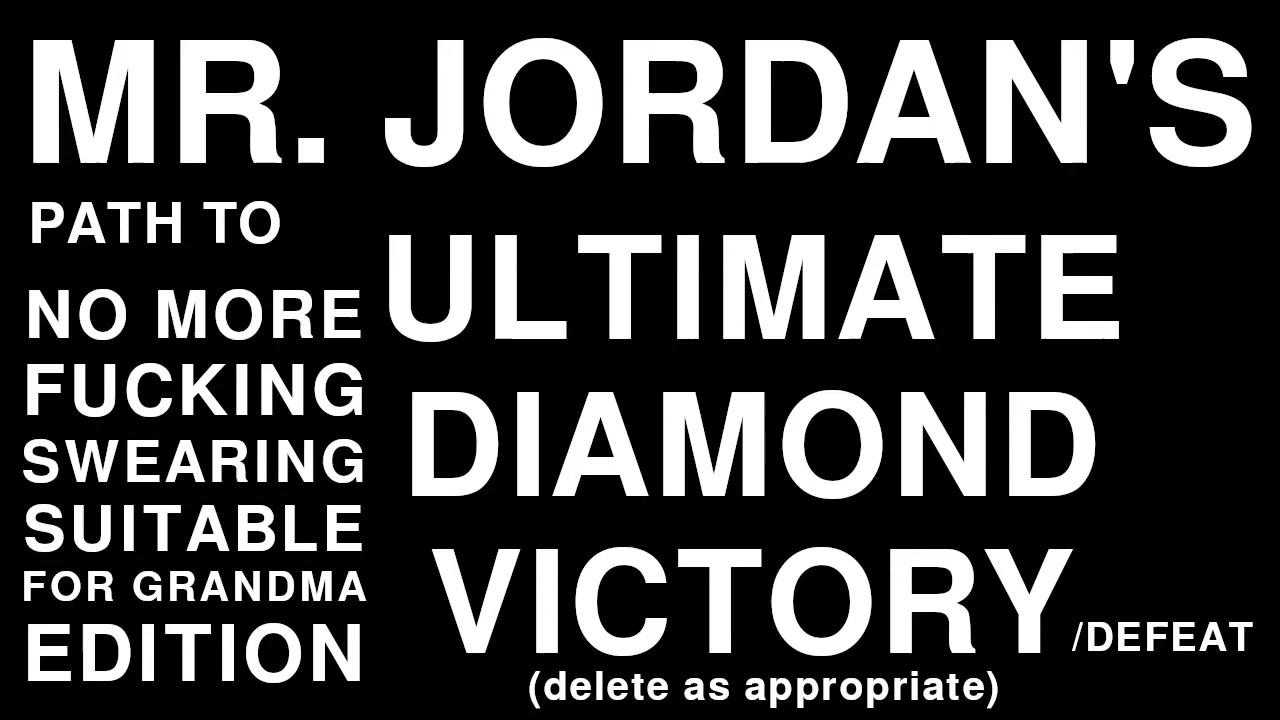 MR. JORDAN'S
PATH TO
NO MORE
FUCKING
SWEARING
SUITABLE
FOR GRANDMA
EDITION
ULTIMATE
DIAMOND
VICTORY/DEFEAT
(delete as appropriate)